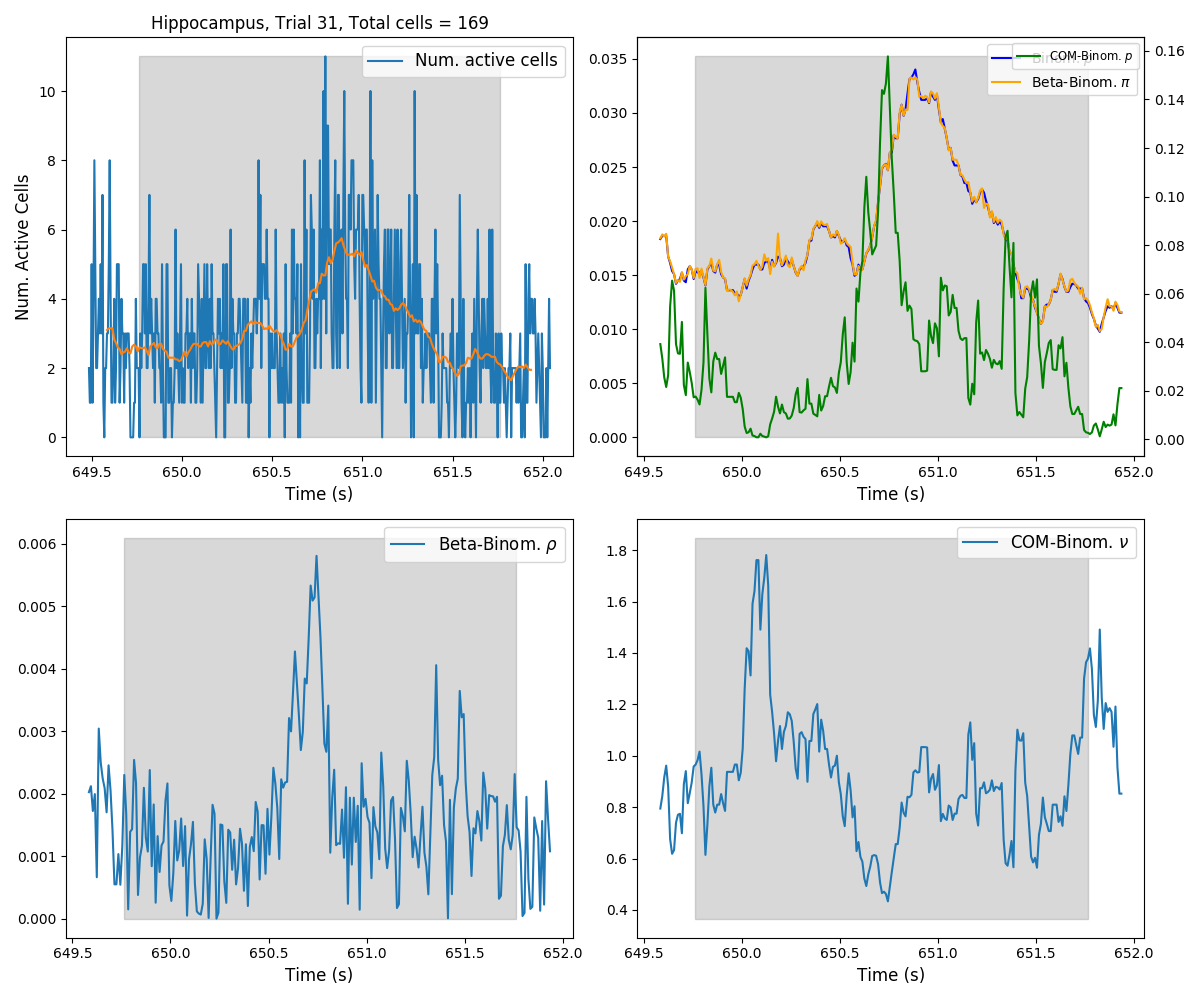 Hippocampus, Trial 31, Total cells = 169
Num. active cells
Num. Active Cells
10
8
6
4
2
0
649.5 650.0 650.5 651.0 651.5 652.0
Time (s)
COM-Binom. p
Beta-Binom. π
0.035
0.030
0.025
0.020
0.015
0.010
0.005
0.000
0.16
0.14
0.12
0.10
0.08
0.06
0.04
0.02
0.00
649.5 650.0 650.5 651.0 651.5 652.0
Time (s)
Beta-Binom. ρ
0.006
0.005
0.004
0.003
0.002
0.001
0.000
649.5 650.0 650.5 651.0 651.5 652.0
Time (s)
COM-Binom. ν
1.8
1.6
1.4
1.2
1.0
0.8
0.6
0.4
649.5 650.0 650.5 651.0 651.5 652.0
Time (s)